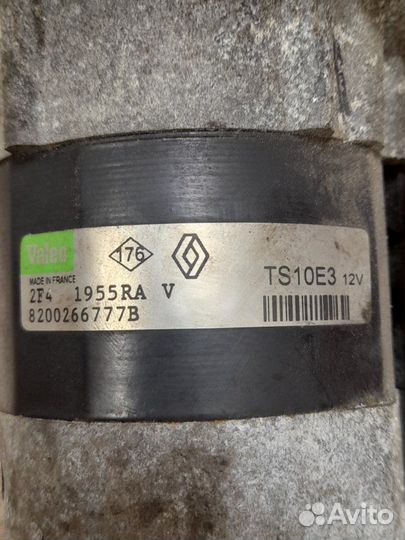 Valeo
176
MADE IN FRANCE
TS10E3 12V
2F4 1955RA V
8200266777B
Avito